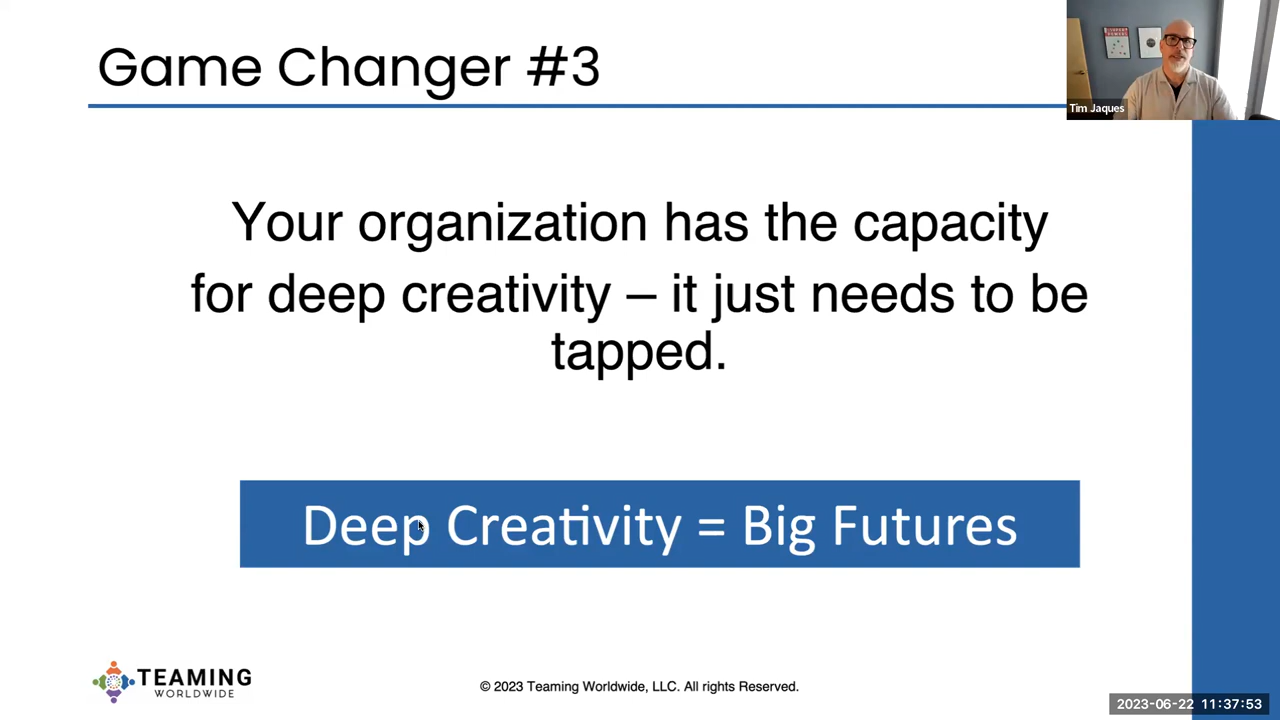 Game Changer #3
Tim Jaques
Your organization has the capacity
for deep creativity – it just needs to be
tapped.
Deep Creativity = Big Futures
TEAMING
WORLDWIDE
© 2023 Teaming Worldwide, LLC. All rights Reserved.
2023-06-22 11:37:53